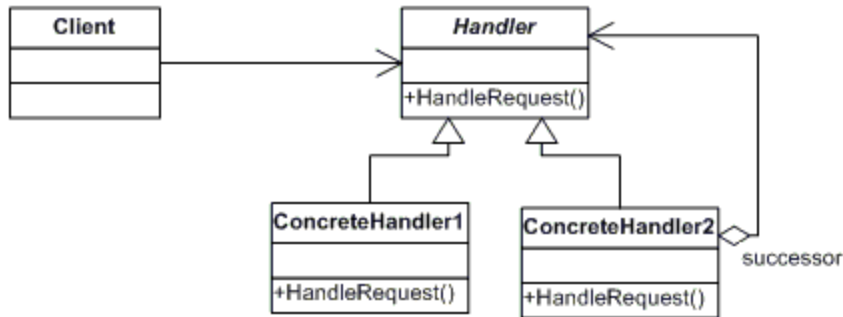 Client
Handler
+HandleRequest()
ConcreteHandler1
+HandleRequest()
ConcreteHandler2
+HandleRequest()
successor